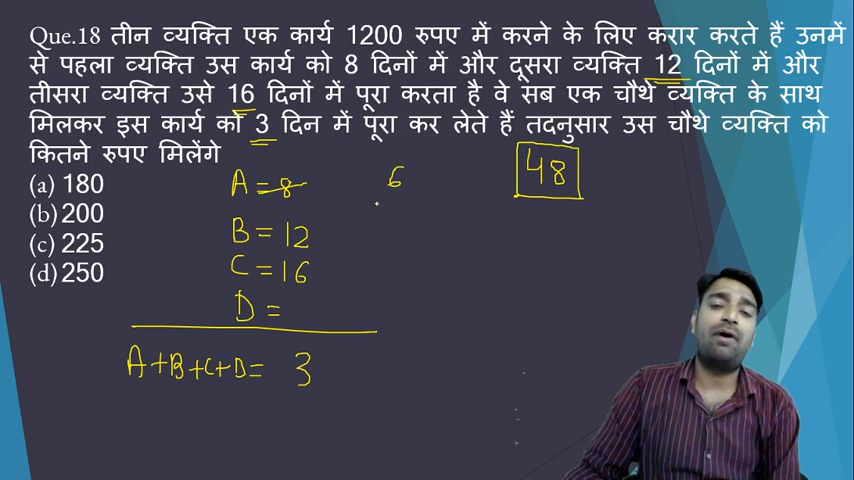 Que.18 तीन व्यक्ति एक कार्य 1200 रुपए में करने के लिए करार करते हैं उनमें
से पहला व्यक्ति उस कार्य को 8 दिनों में और दूसरा व्यक्ति 12 दिनों में और
तीसरा व्यक्ति उसे 16 दिनों में पूरा करता है वे सब एक चौथे व्यक्ति के साथ
मिलकर इस कार्य को 3 दिन में पूरा कर लेते हैं तदनुसार उस चौथे व्यक्ति को
कितने रुपए मिलेंगे
(a) 180
(b) 200
(c) 225
(d) 250
A = 8 6 48
B = 12
C = 16
D =
A+B+C+D = 3